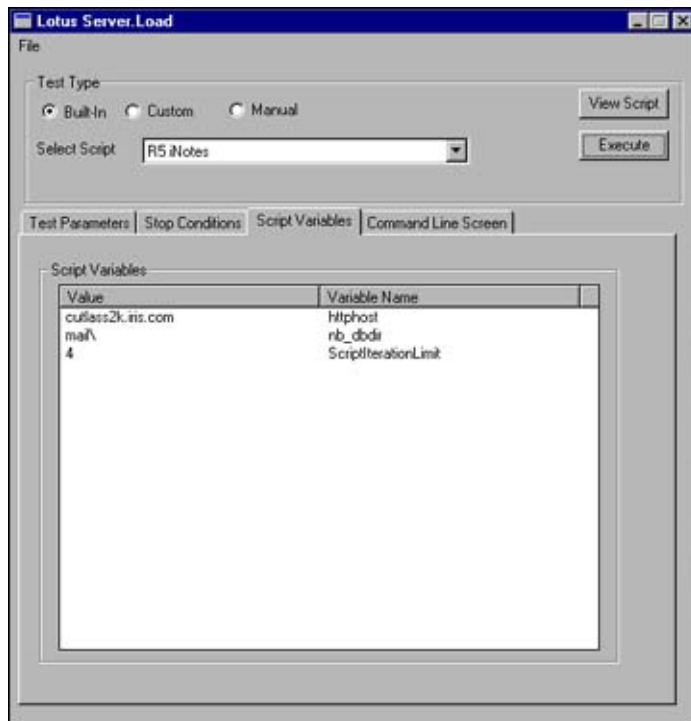 Lotus Server.Load
File
Test Type
Built-In Custom Manual
View Script
Select Script R5 iNotes
Execute
Test Parameters Stop Conditions Script Variables Command Line Screen
Script Variables
Value Variable Name
cutlass2k.iris.com httphost
mail\ nb_dbdir
4 ScriptIterationLimit